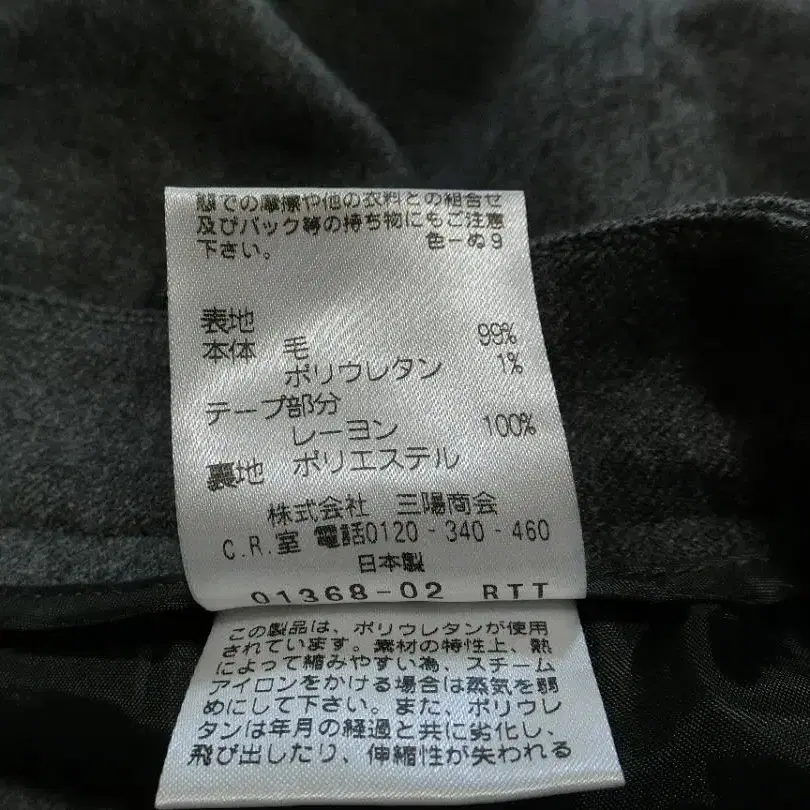 態での摩擦や他の衣料との組合せ
及びバック等の持ち物にもご注意
下さい。 色ーぬ9
表地
本体 毛 99%
ポリウレタン 1%
テープ部分
レーヨン 100%
裏地 ポリエステル
株式会社 三陽商会
C.R.室 電話0120-340-460
日本製
01368-02 RTT
この製品は、ポリウレタンが使用
されています。素材の特性上、熱
によって縮みやすい為、スチーム
アイロンをかける場合は蒸気を弱
めにして下さい。また、ポリウレ
タンは年月の経過と共に劣化し、
飛び出したり、伸縮性が失われる